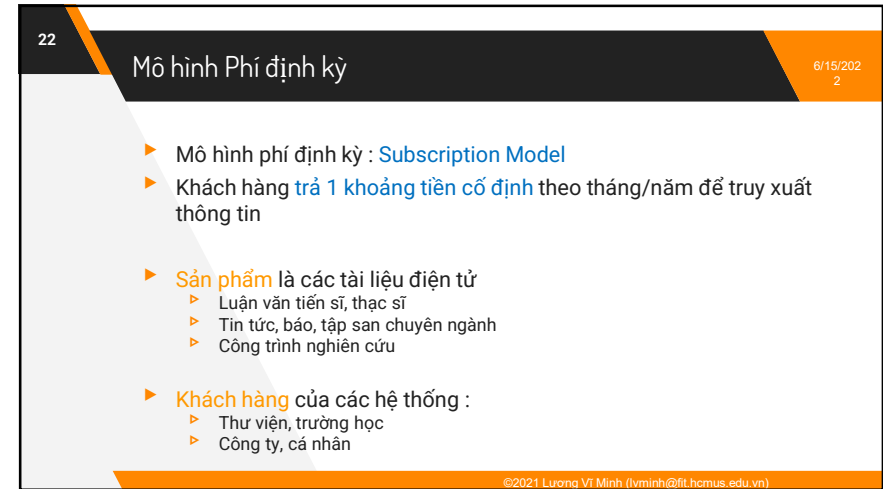 22
Mô hình Phí định kỳ
6/15/202
2
Mô hình phí định kỳ : Subscription Model
Khách hàng trả 1 khoảng tiền cố định theo tháng/năm để truy xuất
thông tin
Sản phẩm là các tài liệu điện tử
Luận văn tiến sĩ, thạc sĩ
Tin tức, báo, tập san chuyên ngành
Công trình nghiên cứu
Khách hàng của các hệ thống :
Thư viện, trường học
Công ty, cá nhân
©2021 Lương Vĩ Minh (lvminh@fit.hcmus.edu.vn)